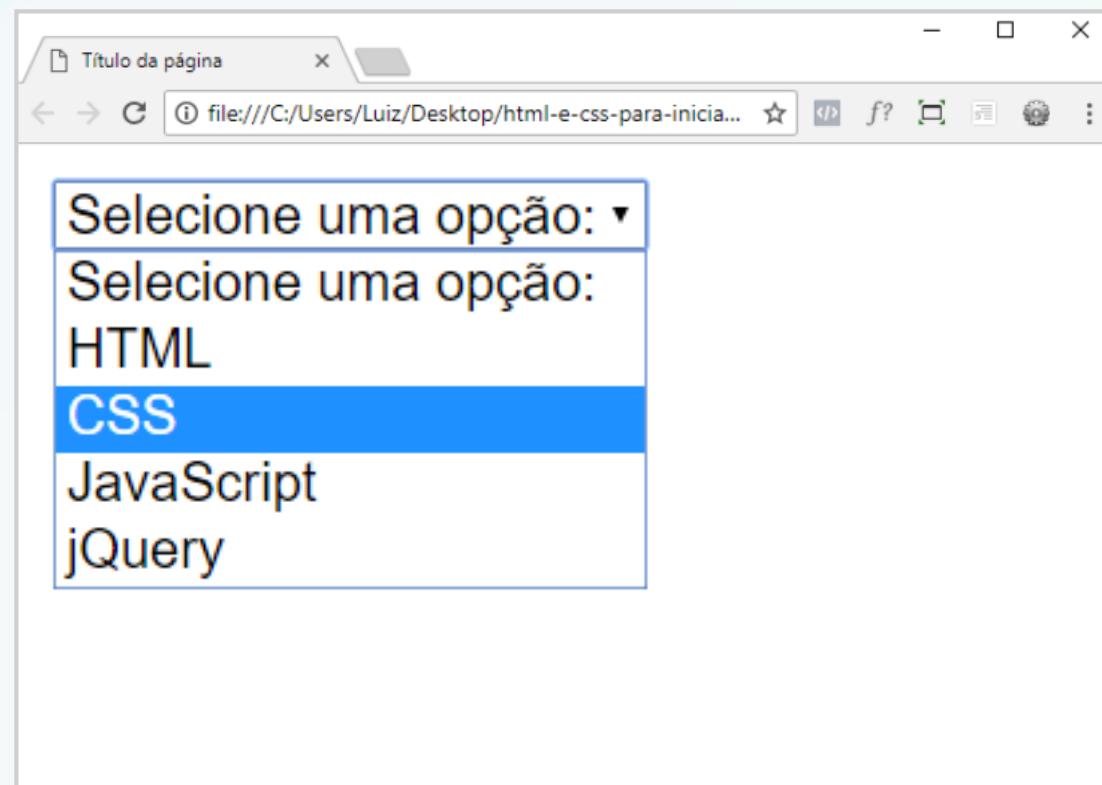 Título da página
file:///C:/Users/Luiz/Desktop/html-e-css-para-inicia...
f?
Selecione uma opção:
Selecione uma opção:
HTML
CSS
JavaScript
jQuery